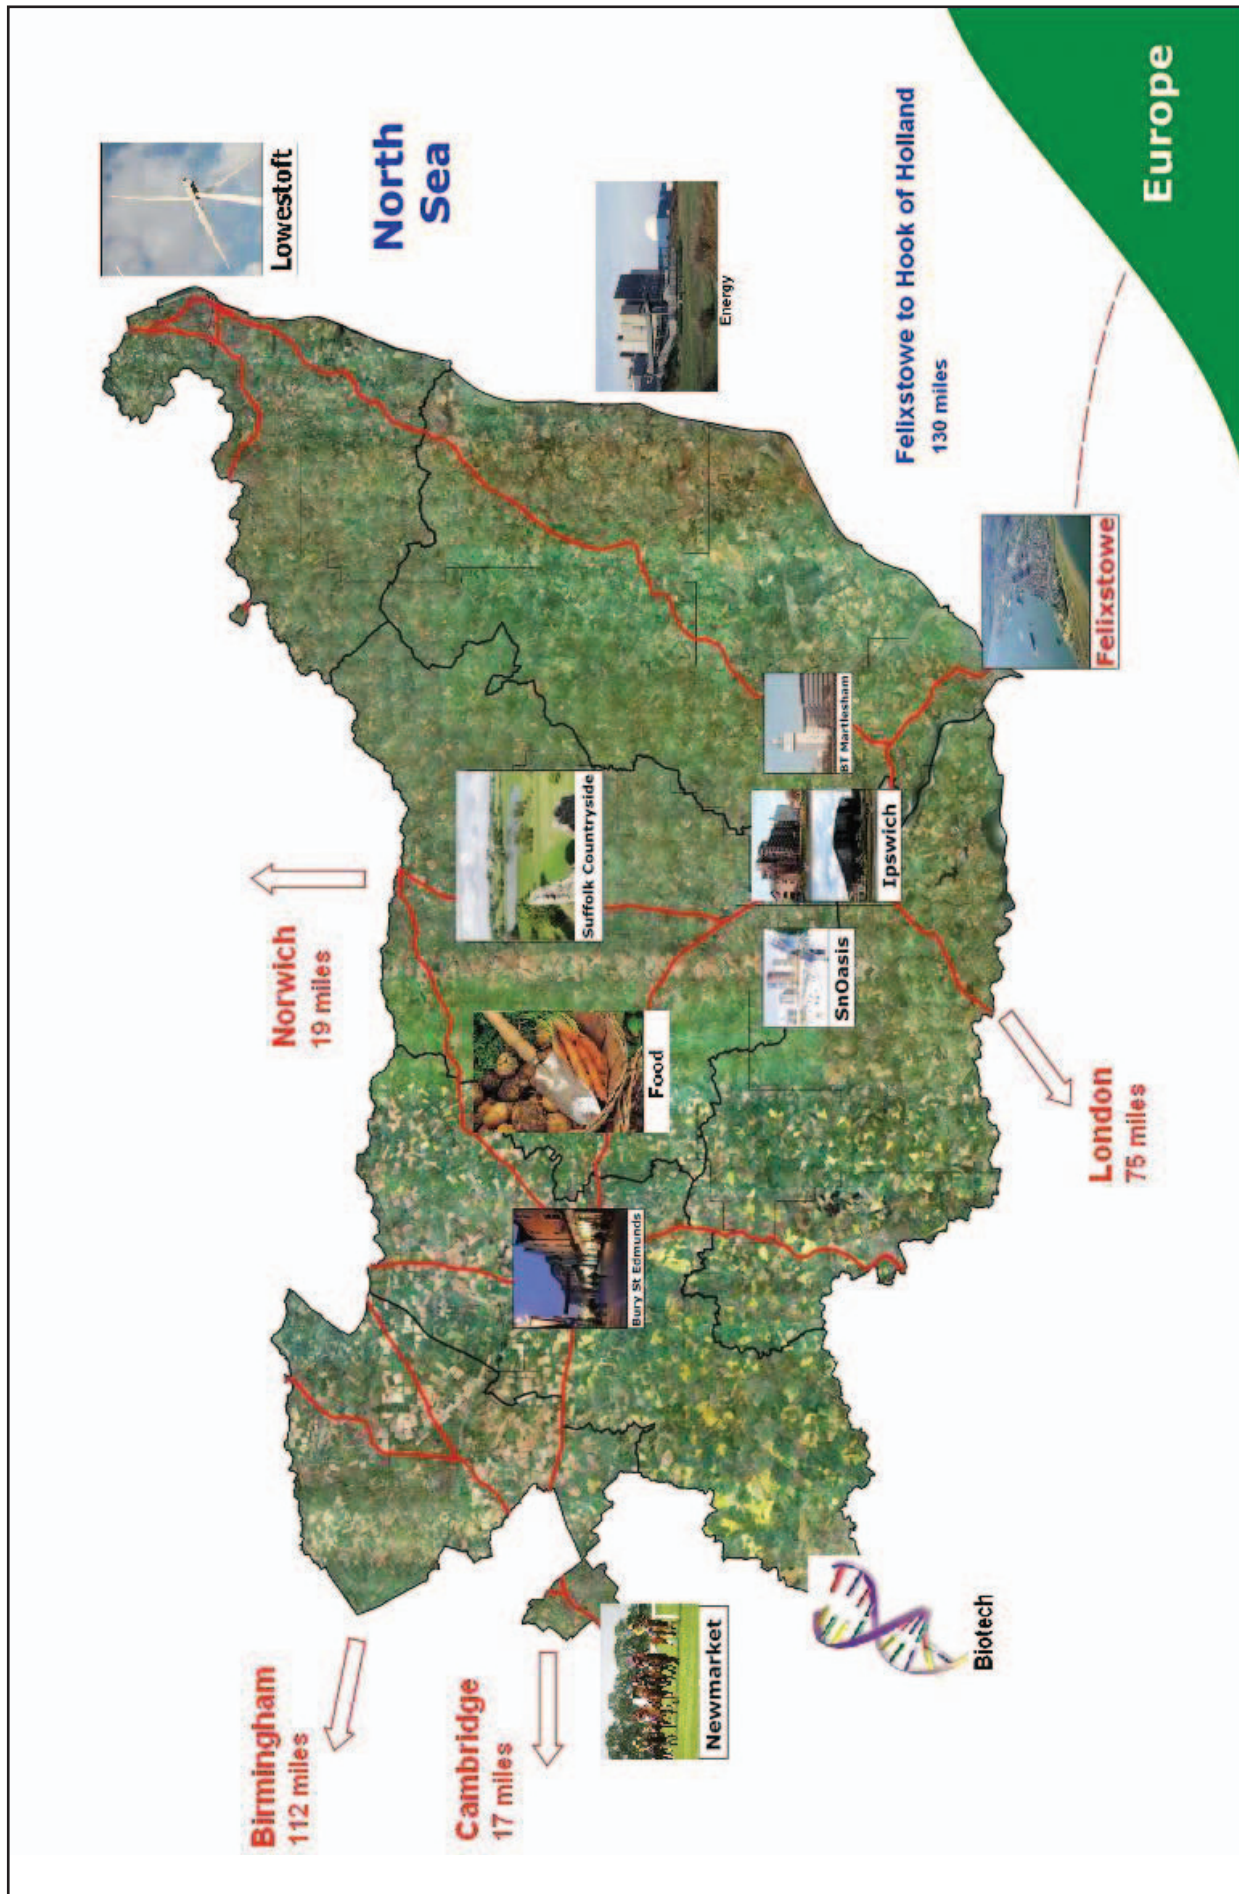 Birmingham
112 miles
Cambridge
17 miles
Norwich
19 miles
Lowestoft
North
Sea
Energy
Suffolk Countryside
Food
Bury St Edmunds
Newmarket
Biotech
SnOasis
Ipswich
BT Martlesham
Felixstowe
Felixstowe to Hook of Holland
130 miles
London
75 miles
Europe